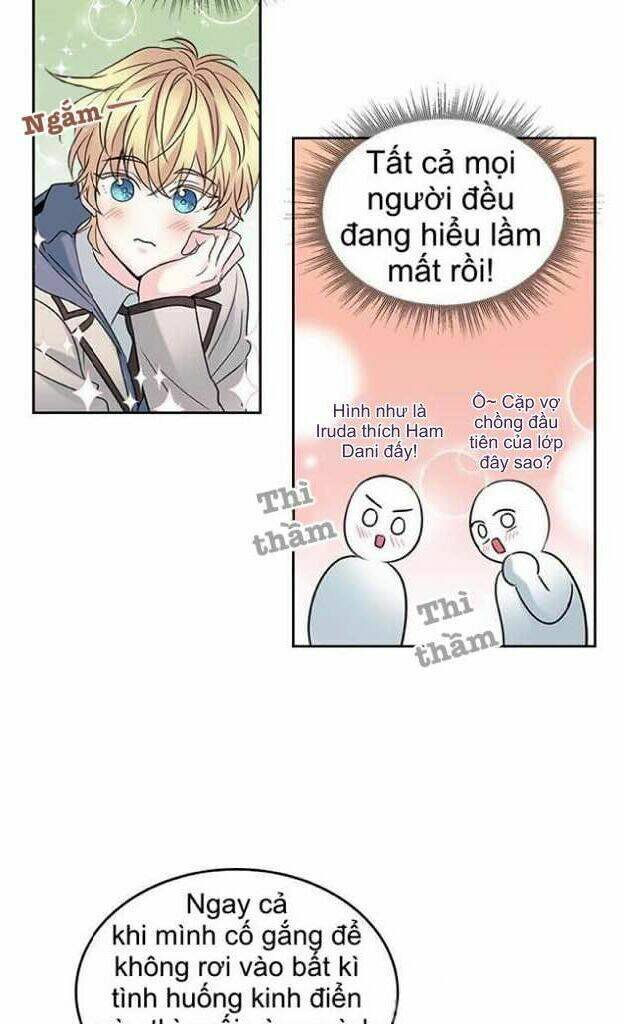 Ngắm
Tất cả mọi
người đều
đang hiểu lầm
mất rồi!
Hình như là
Iruda thích Ham
Dani đấy!
Ồ~ Cặp vợ
chồng đầu
tiên của lớp
đây sao?
Thì
thầm
Thì
thầm
Ngay cả
khi mình cố gắng để
không rơi vào bất kì
tình huống kinh điển